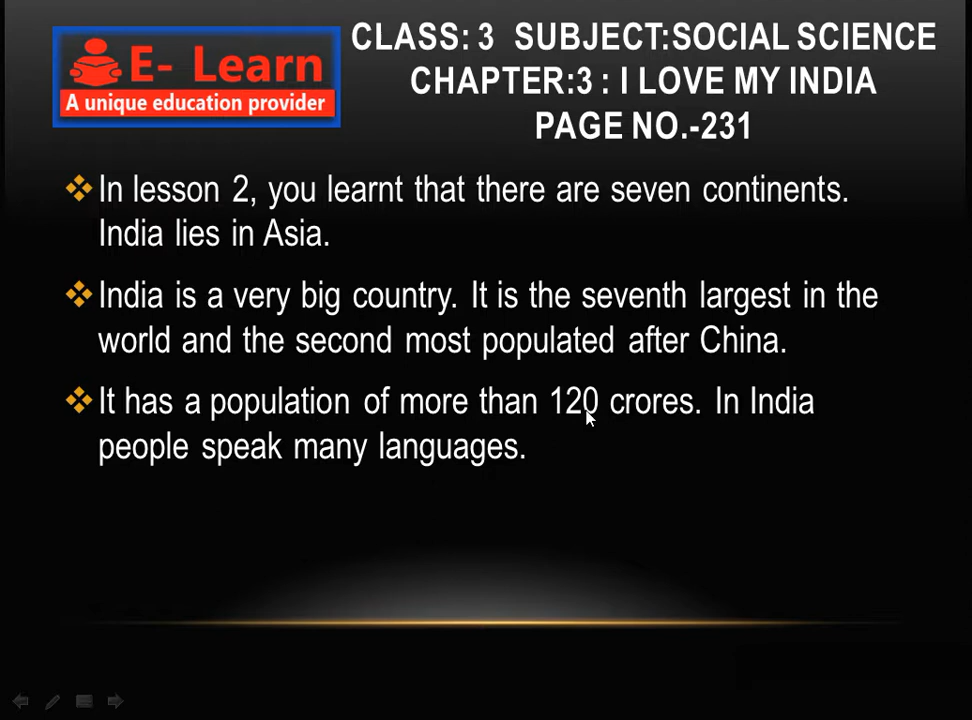 E- Learn
A unique education provider
CLASS: 3 SUBJECT:SOCIAL SCIENCE
CHAPTER:3 : I LOVE MY INDIA
PAGE NO.-231
In lesson 2, you learnt that there are seven continents.
India lies in Asia.
India is a very big country. It is the seventh largest in the
world and the second most populated after China.
It has a population of more than 120 crores. In India
people speak many languages.